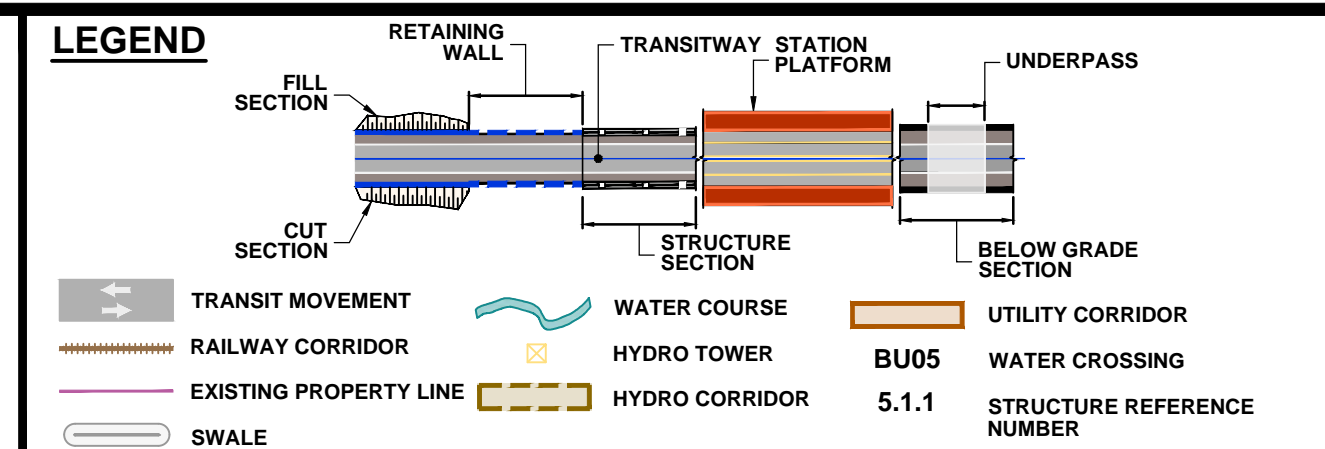 LEGEND
RETAINING
WALL
TRANSITWAY
STATION
PLATFORM
UNDERPASS
FILL
SECTION
CUT
SECTION
STRUCTURE
SECTION
BELOW GRADE
SECTION
TRANSIT MOVEMENT
RAILWAY CORRIDOR
EXISTING PROPERTY LINE
SWALE
WATER COURSE
HYDRO TOWER
HYDRO CORRIDOR
UTILITY CORRIDOR
BU05 WATER CROSSING
5.1.1 STRUCTURE REFERENCE
NUMBER